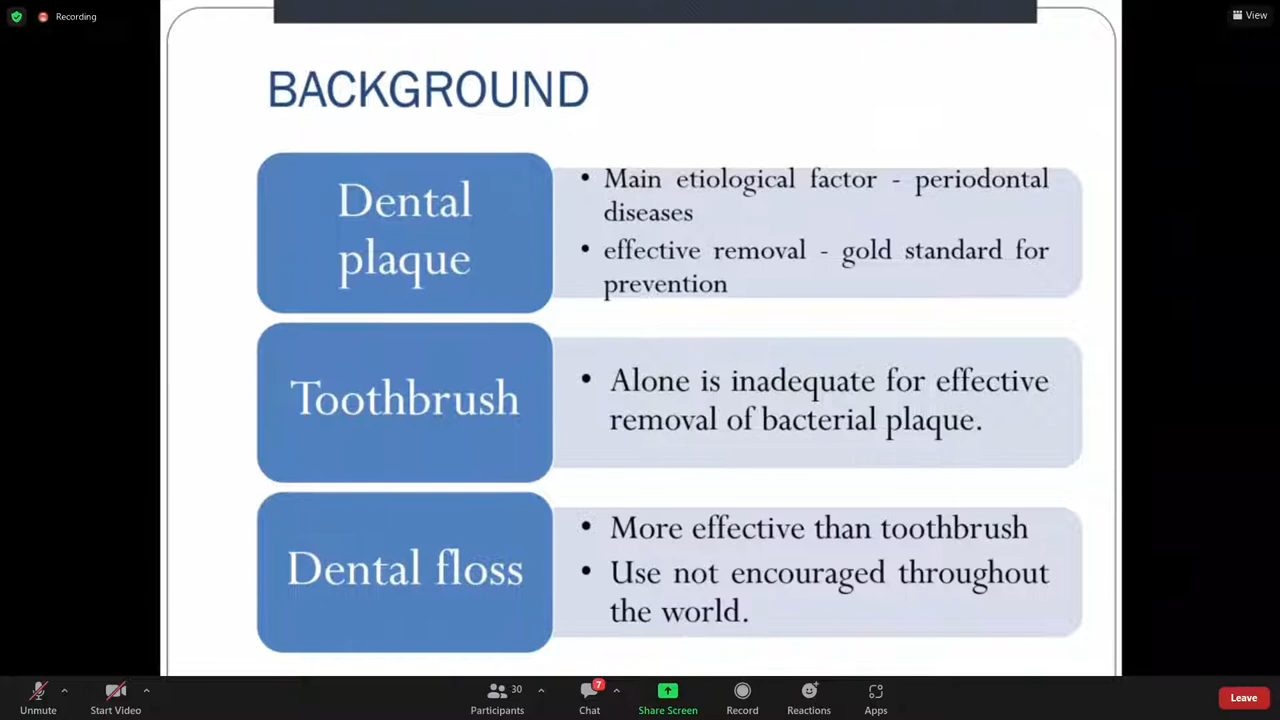 Recording
View
BACKGROUND
Dental
plaque
• Main etiological factor - periodontal
diseases
• effective removal - gold standard for
prevention
Toothbrush
• Alone is inadequate for effective
removal of bacterial plaque.
Dental floss
• More effective than toothbrush
• Use not encouraged throughout
the world.
Unmute
Start Video
30
Participants
7
Chat
Share Screen
Record
Reactions
Apps
Leave